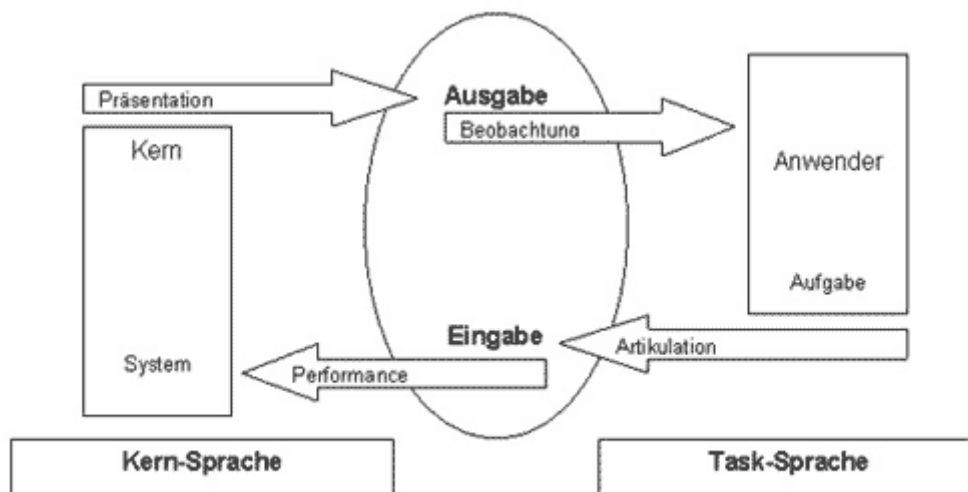 Präsentation
Ausgabe
Beobachtung
Kern
Anwender
Aufgabe
Eingabe
Artikulation
System
Performance
Kern-Sprache
Task-Sprache